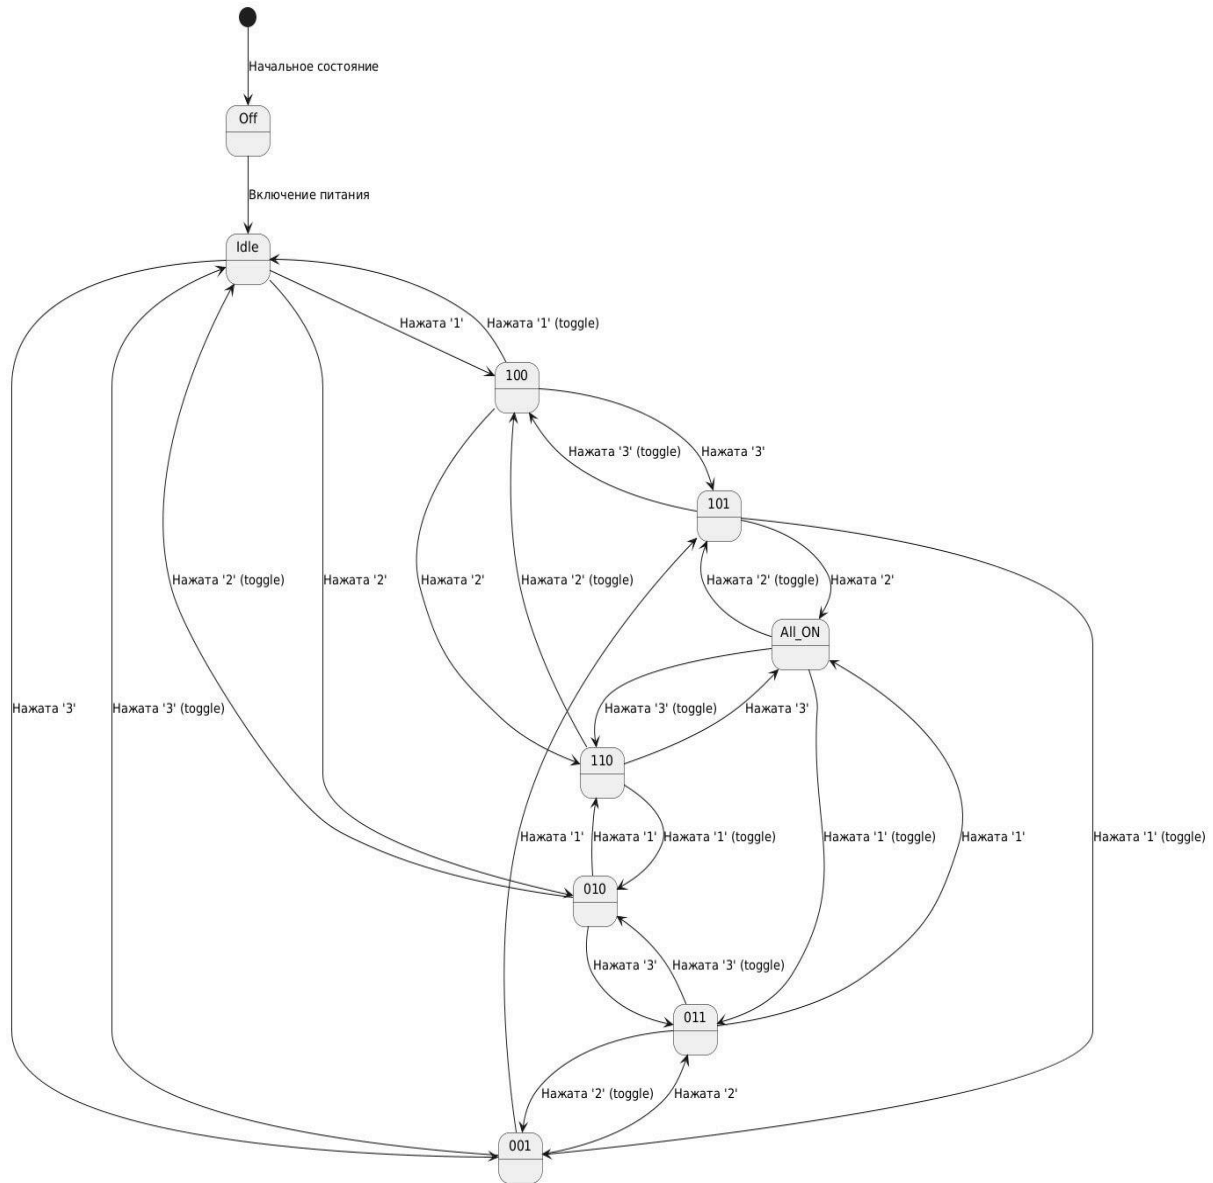 Начальное состояние
Off
Включение питания
Idle
Нажата '1'
Нажата '1' (toggle)
100
Нажата '3' (toggle)
Нажата '3'
101
Нажата '2' (toggle)
Нажата '2'
Нажата '2'
Нажата '2' (toggle)
Нажата '2' (toggle)
Нажата '2'
All_ON
Нажата '3'
Нажата '3' (toggle)
Нажата '3' (toggle)
Нажата '3'
110
Нажата '1'
Нажата '1'
Нажата '1' (toggle)
Нажата '1' (toggle)
Нажата '1'
Нажата '1' (toggle)
010
Нажата '3'
Нажата '3' (toggle)
011
Нажата '2' (toggle)
Нажата '2'
001